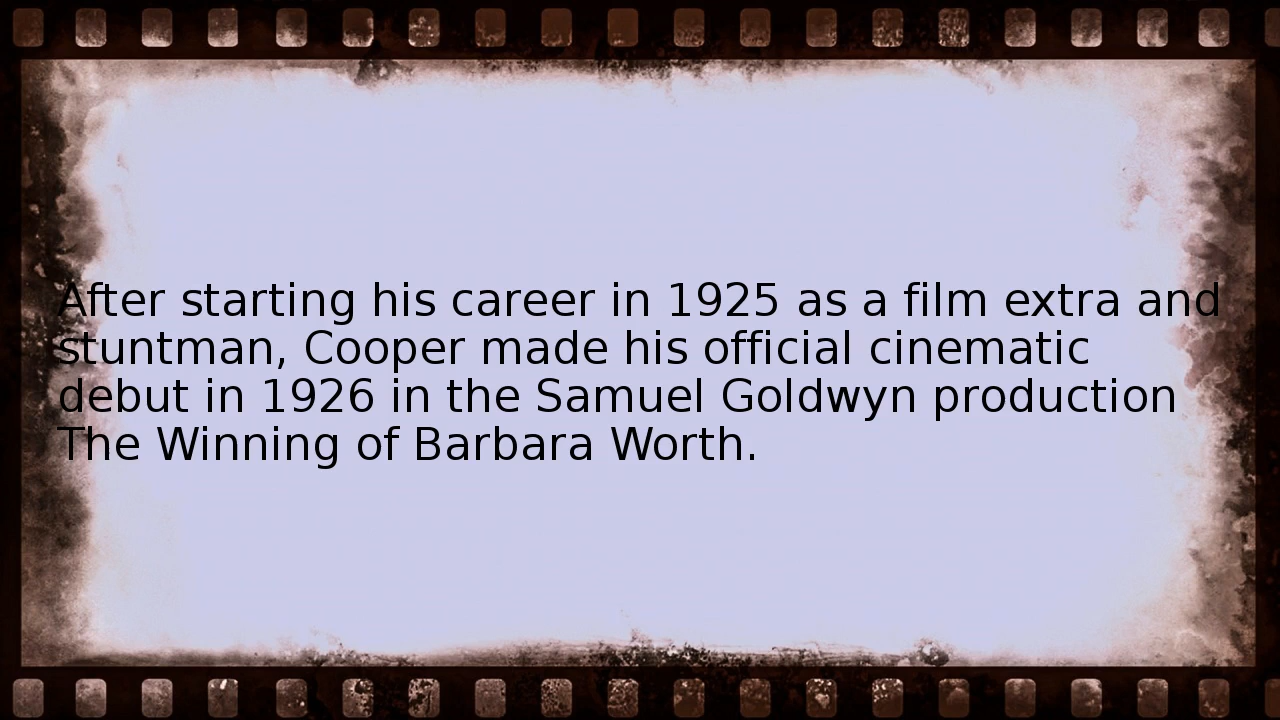 After starting his career in 1925 as a film extra and
stuntman, Cooper made his official cinematic
debut in 1926 in the Samuel Goldwyn production
The Winning of Barbara Worth.